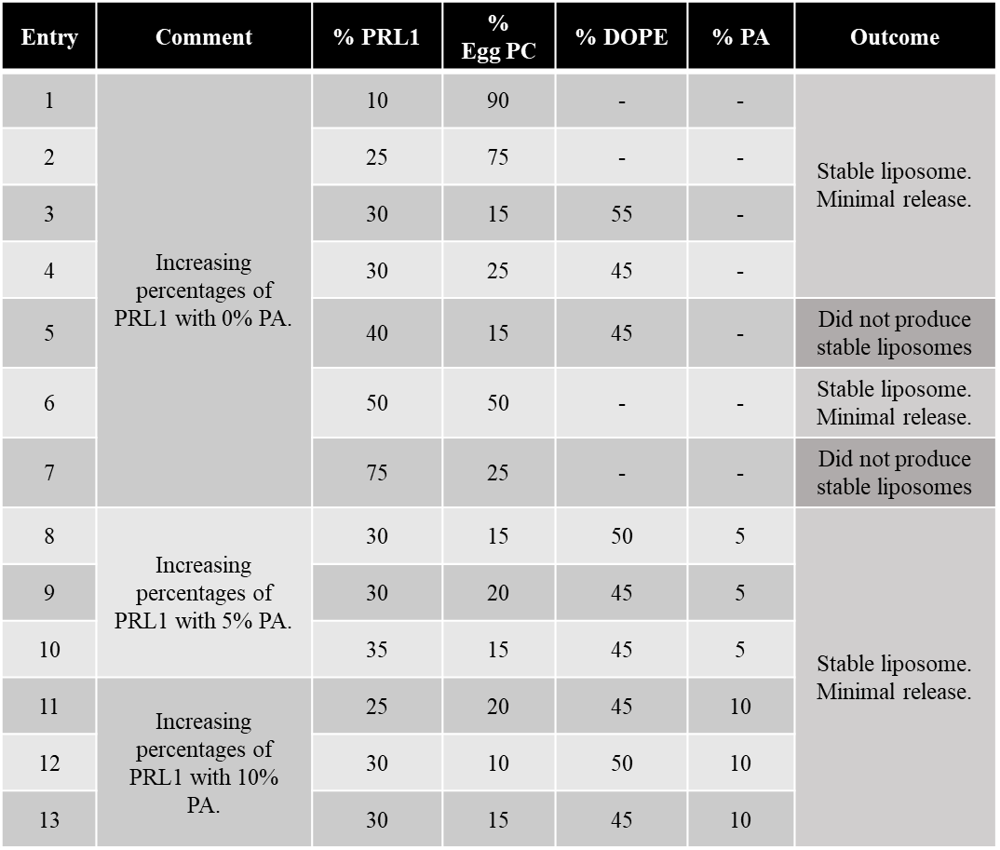 Entry Comment % PRL1 % Egg PC % DOPE % PA Outcome
1 10 90 - -
2 25 75 - -
3 30 15 55 -
4 30 25 45 -
Stable liposome.
Minimal release.
5 40 15 45 -
Did not produce
stable liposomes
6 50 50 - -
Stable liposome.
Minimal release.
7 75 25 - -
Did not produce
stable liposomes
Increasing
percentages of
PRL1 with 0% PA.
8 30 15 50 5
9 30 20 45 5
10 35 15 45 5
Increasing
percentages of
PRL1 with 5% PA.
11 25 20 45 10
12 30 10 50 10
13 30 15 45 10
Increasing
percentages of
PRL1 with 10%
PA.
Stable liposome.
Minimal release.